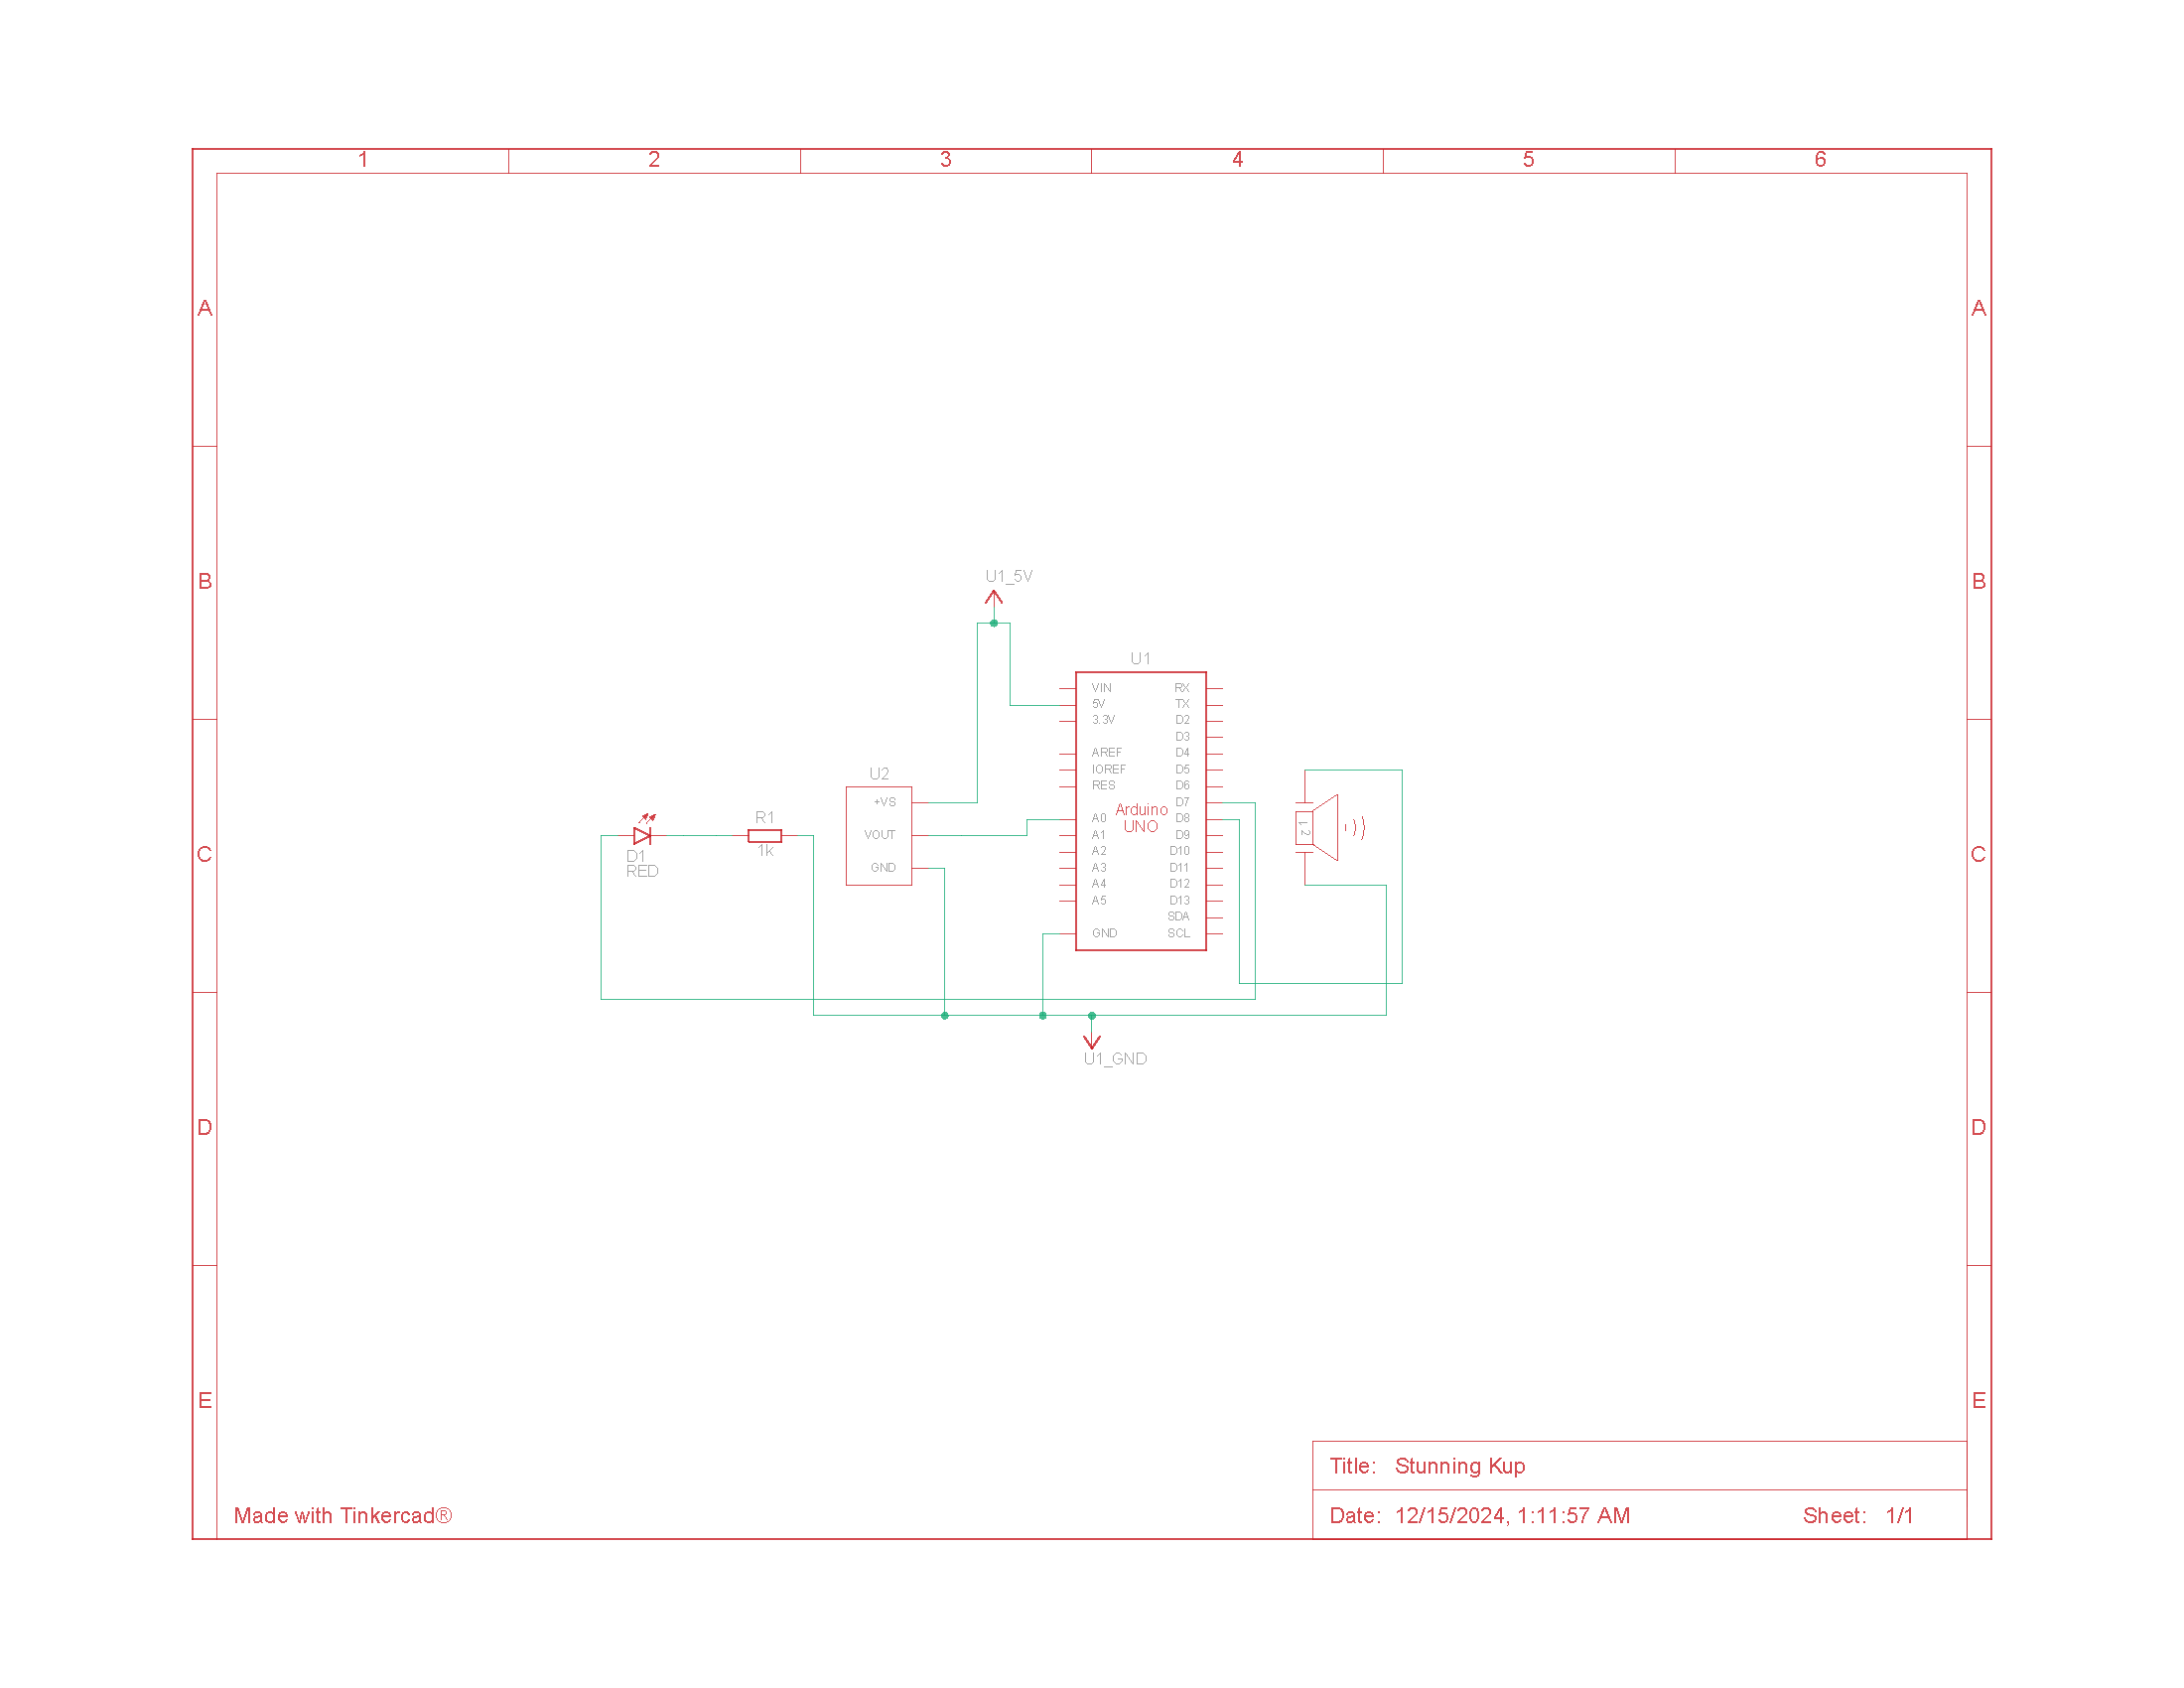 1 2 3 4 5 6
A A
B B
U1_5V
U1
VIN RX
5V TX
3.3V D2
D3
AREF D4
IOREF D5
RES D6
U2
+VS
VOUT
GND
D7
Arduino
UNO
A0 D8
A1 D9
A2 D10
A3 D11
A4 D12
A5 D13
SDA
GND SCL
R1
1k
D1
RED
1 2
C C
U1_GND
D D
E E
Title: Stunning Kup
Made with Tinkercad®
Date: 12/15/2024, 1:11:57 AM Sheet: 1/1